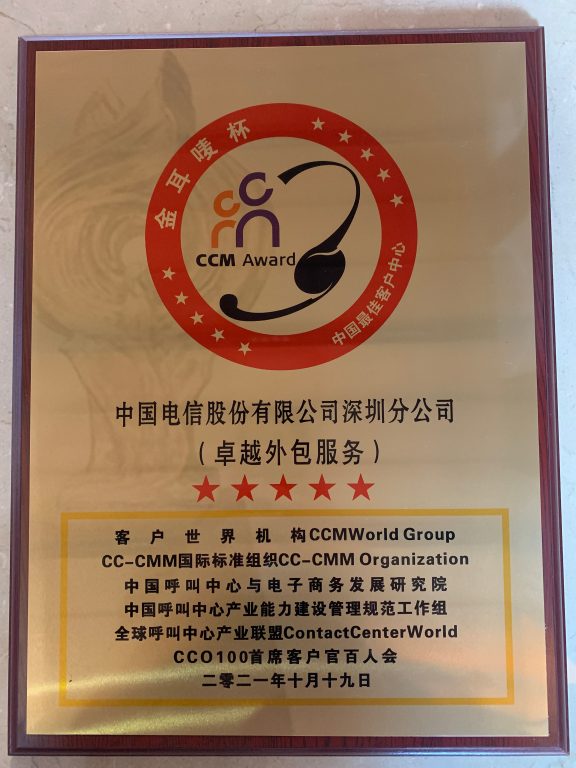 金耳唛杯
CCM Award
中国最佳客户中心
中国电信股份有限公司深圳分公司
（卓越外包服务）
客户世界机构CCMWorld Group
CC-CMM国际标准组织CC-CMM Organization
中国呼叫中心与电子商务发展研究院
中国呼叫中心产业能力建设管理规范工作组
全球呼叫中心产业联盟ContactCenterWorld
CCO100首席客户官百人会
二零二一年十月十九日